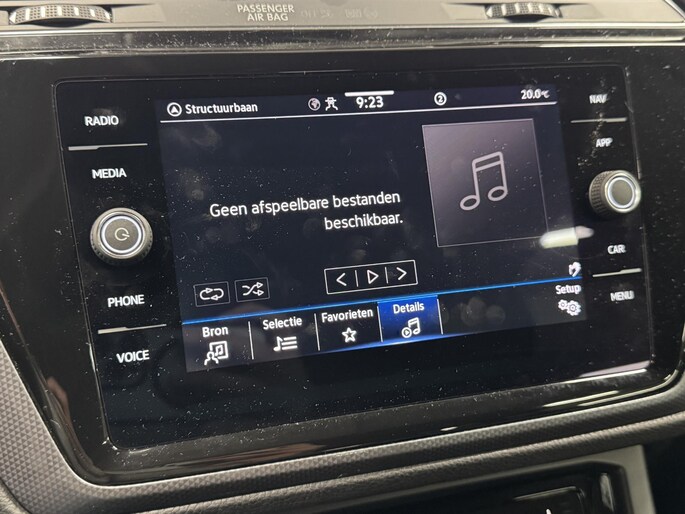 PASSENGER
AIR BAG
RADIO
MEDIA
PHONE
VOICE
Structuurbaan
9:23
2
20.0°C
Geen afspeelbare bestanden
beschikbaar.
Bron
Selectie
Favorieten
Details
Setup
NAV
APP
CAR
MENU